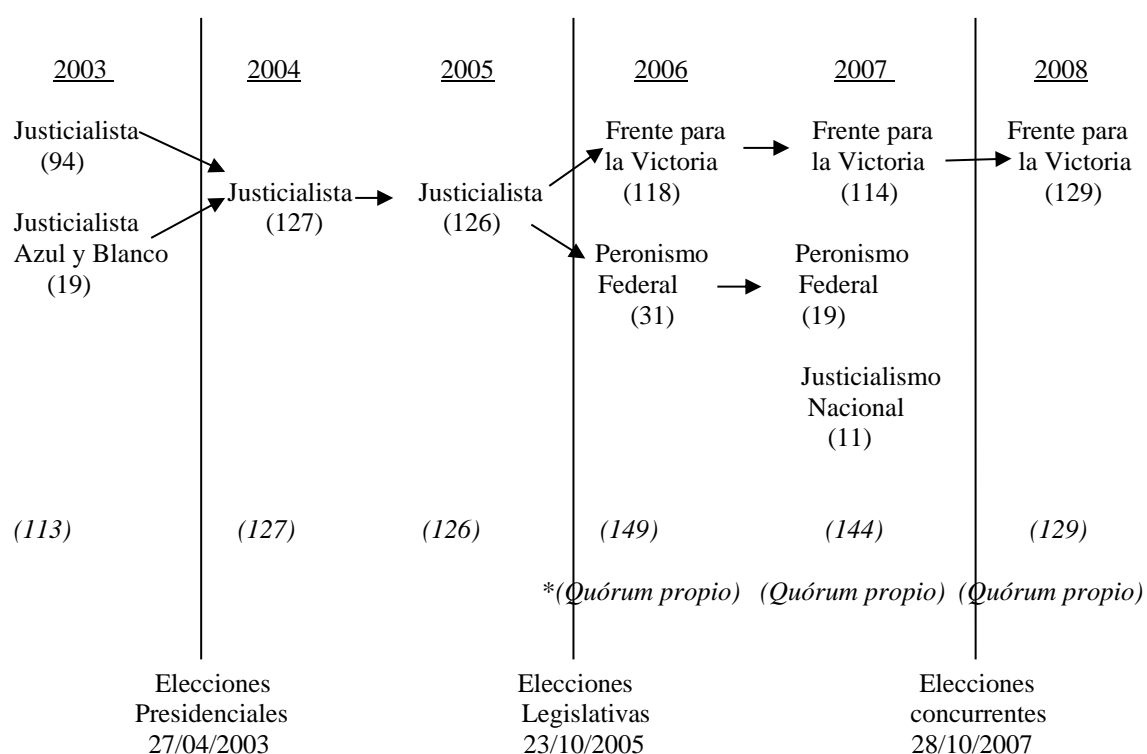 2003 2004 2005 2006 2007 2008
Justicialista
(94)
Justicialista
Azul y Blanco
(19)
Justicialista
(127)
Justicialista
(126)
Frente para
la Victoria
(118)
Peronismo
Federal
(31)
Frente para
la Victoria
(114)
Peronismo
Federal
(19)
Justicialismo
Nacional
(11)
Frente para
la Victoria
(129)
(113) (127) (126) (149) (144) (129)
*(Quórum propio) (Quórum propio) (Quórum propio)
Elecciones
Presidenciales
27/04/2003
Elecciones
Legislativas
23/10/2005
Elecciones
concurrentes
28/10/2007